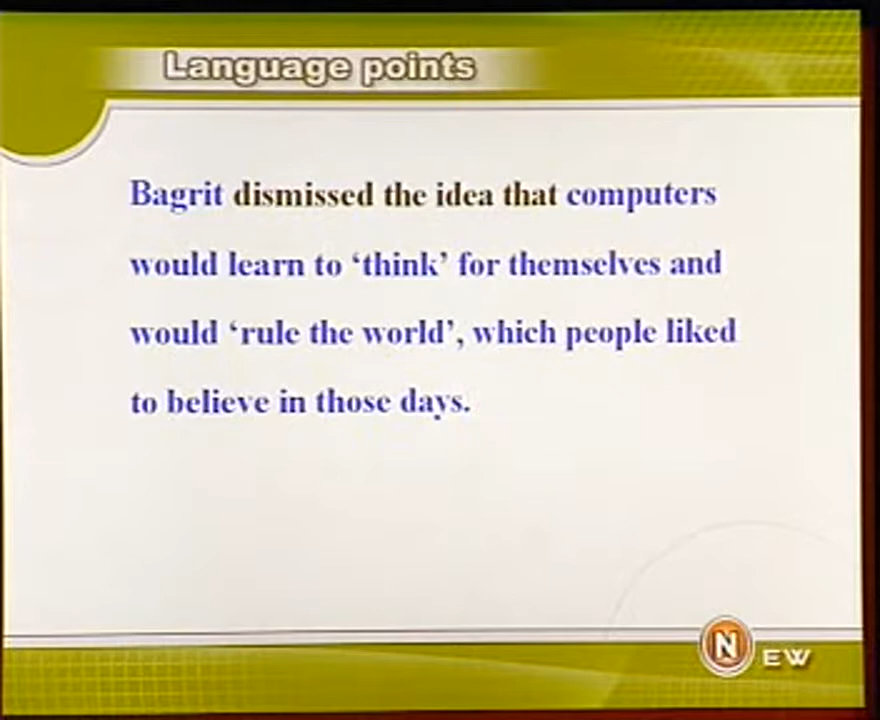 Language points
Bagrit dismissed the idea that computers
would learn to ‘think’ for themselves and
would ‘rule the world’, which people liked
to believe in those days.
N EW